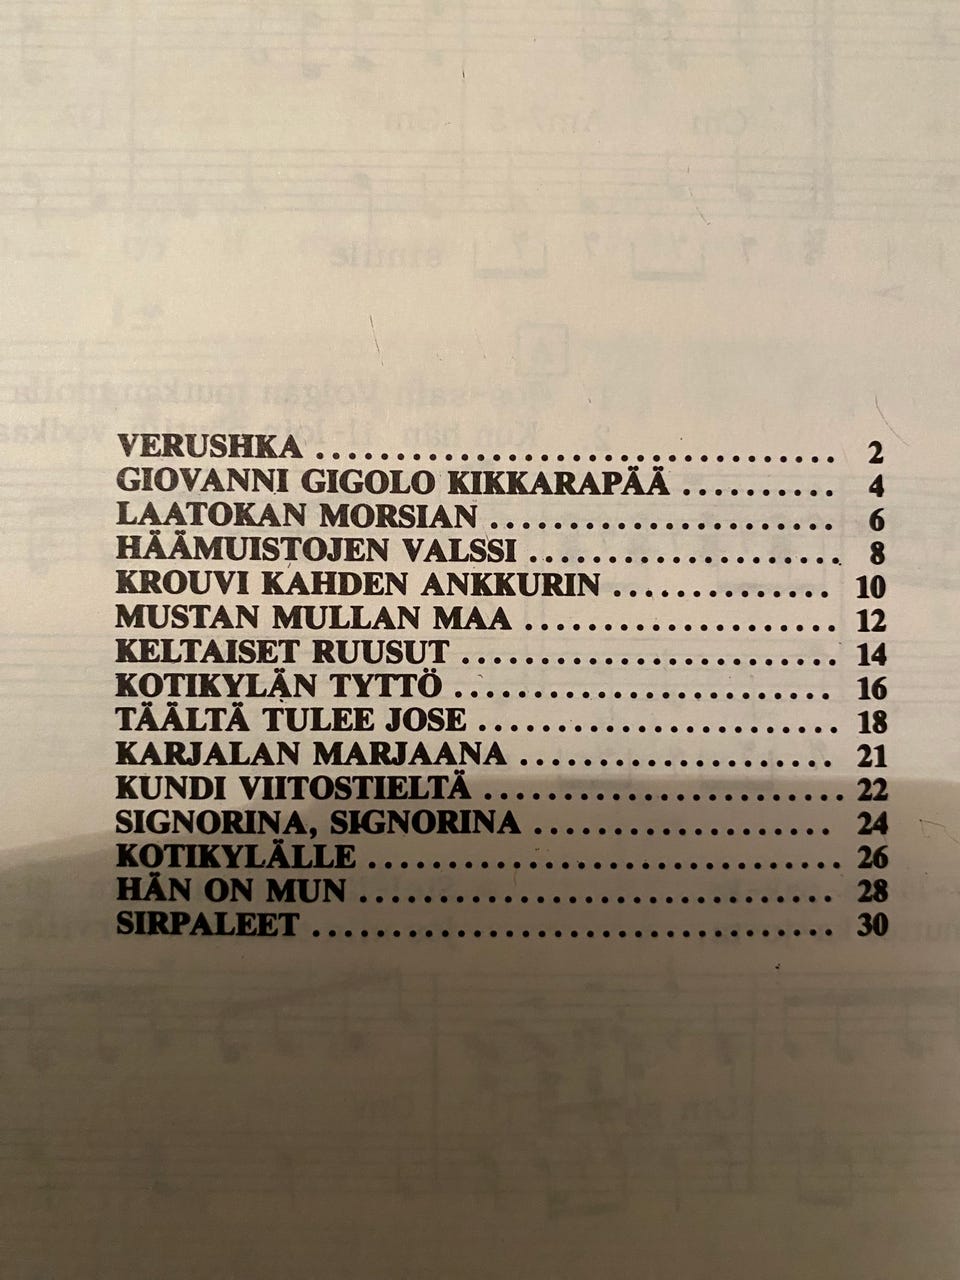 VERUSHKA .................................. 2
GIOVANNI GIGOLO KIKKARAPÄÄ .......... 4
LAATOKAN MORSIAN ...................... 6
HÄÄMUISTOJEN VALSSI .................... 8
KROUVI KAHDEN ANKKURIN .............. 10
MUSTAN MULLAN MAA .................... 12
KELTAISET RUUSUT ........................ 14
KOTIKYLÄN TYTTÖ ........................ 16
TÄÄLTÄ TULEE JOSE ....................... 18
KARJALAN MARJAANA .................... 21
KUNDI VIITOSTIELTÄ ....................... 22
SIGNORINA, SIGNORINA ................... 24
KOTIKYLÄLLE .............................. 26
HÄN ON MUN .............................. 28
SIRPALEET .................................. 30